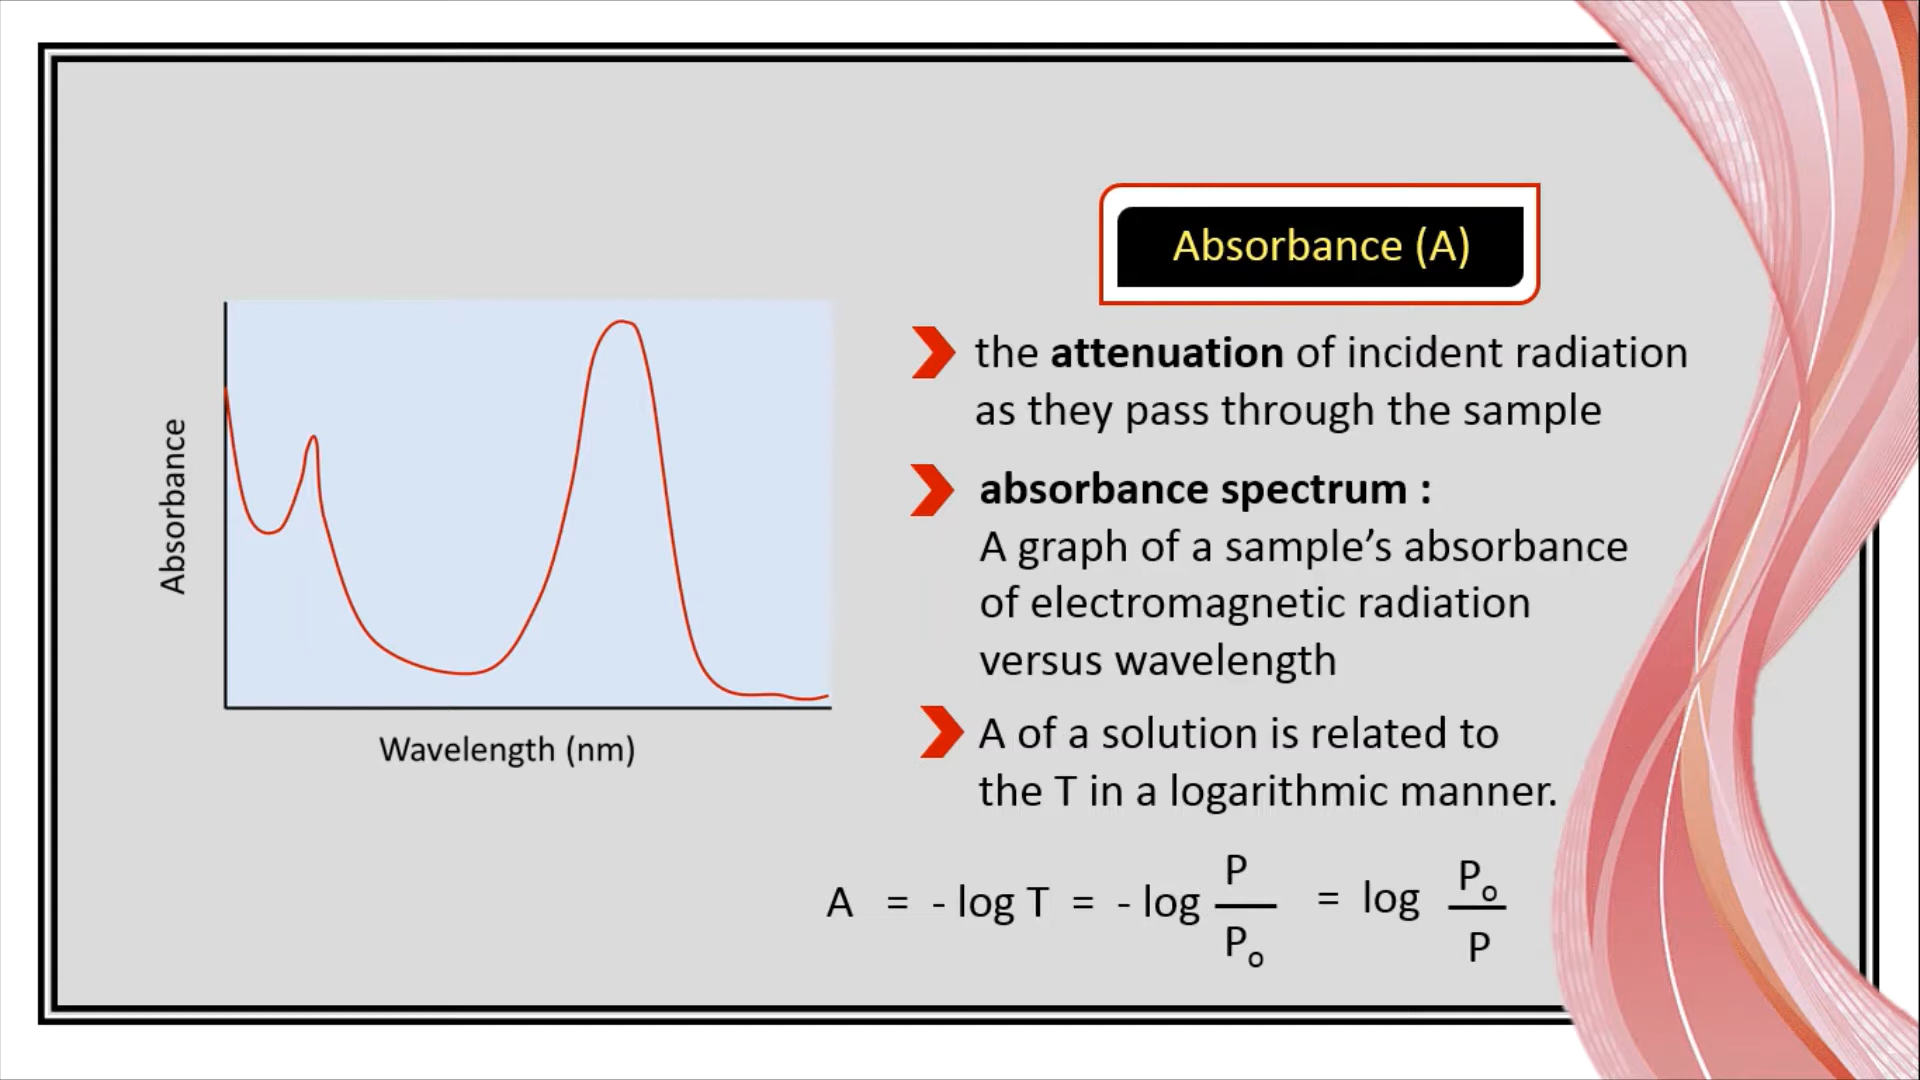 Absorbance (A)
the attenuation of incident radiation
as they pass through the sample
absorbance spectrum :
A graph of a sample’s absorbance
of electromagnetic radiation
versus wavelength
A of a solution is related to
the T in a logarithmic manner.
A = - log T = - log P / Po = log Po / P
Absorbance
Wavelength (nm)